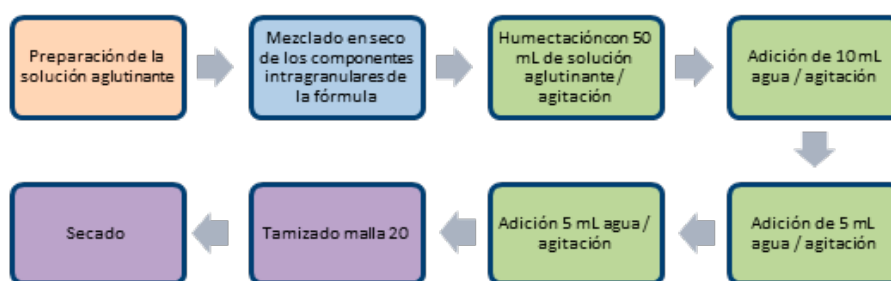 Preparación de la
solución aglutinante
Mezclado en seco
de los componentes
intragranulares de
la fórmula
Humectacióncon 50
mL de solución
aglutinante /
agitación
Adición de 10 mL
agua / agitación
Adición de 5 mL
agua / agitación
Adición 5 mL agua /
agitación
Tamizado malla 20
Secado